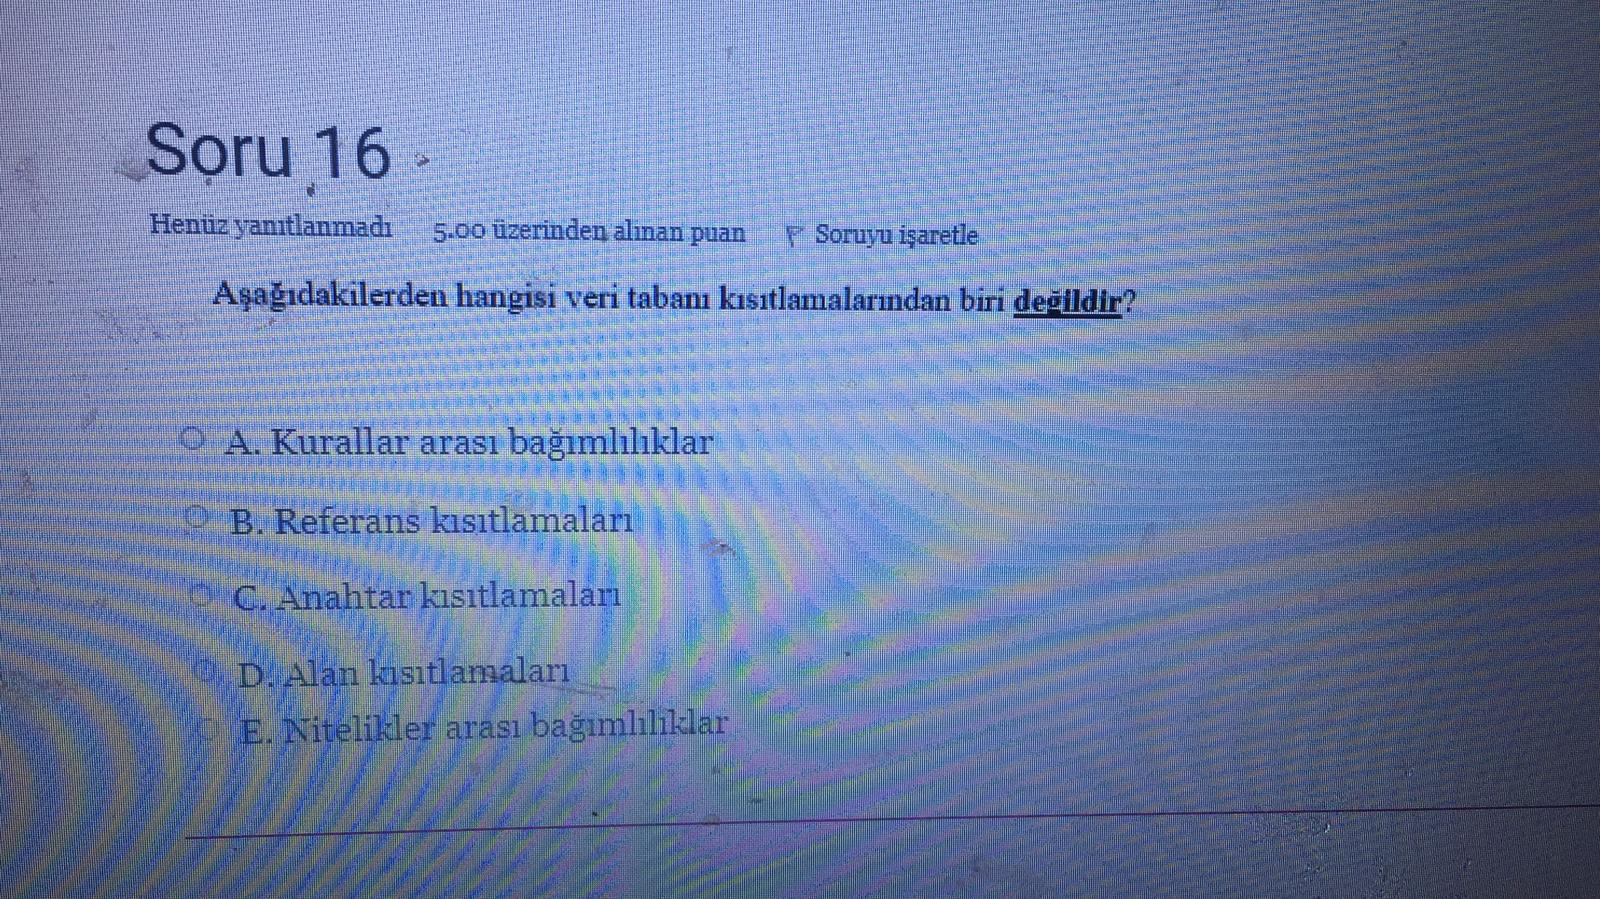 Soru 16
Henüz yanıtlanmadı 5.00 üzerinden alınan puan Soruyu işaretle
Aşağıdakilerden hangisi veri tabanı kısıtlamalarından biri değildir?
A. Kurallar arası bağımlılıklar
B. Referans kısıtlamaları
C. Anahtar kısıtlamaları
D. Alan kısıtlamaları
E. Nitelikler arası bağımlılıklar